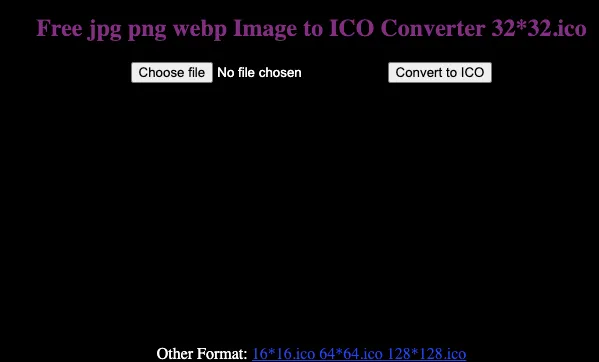 Free jpg png webp Image to ICO Converter 32*32.ico
Choose file No file chosen Convert to ICO
Other Format: 16*16.ico 64*64.ico 128*128.ico